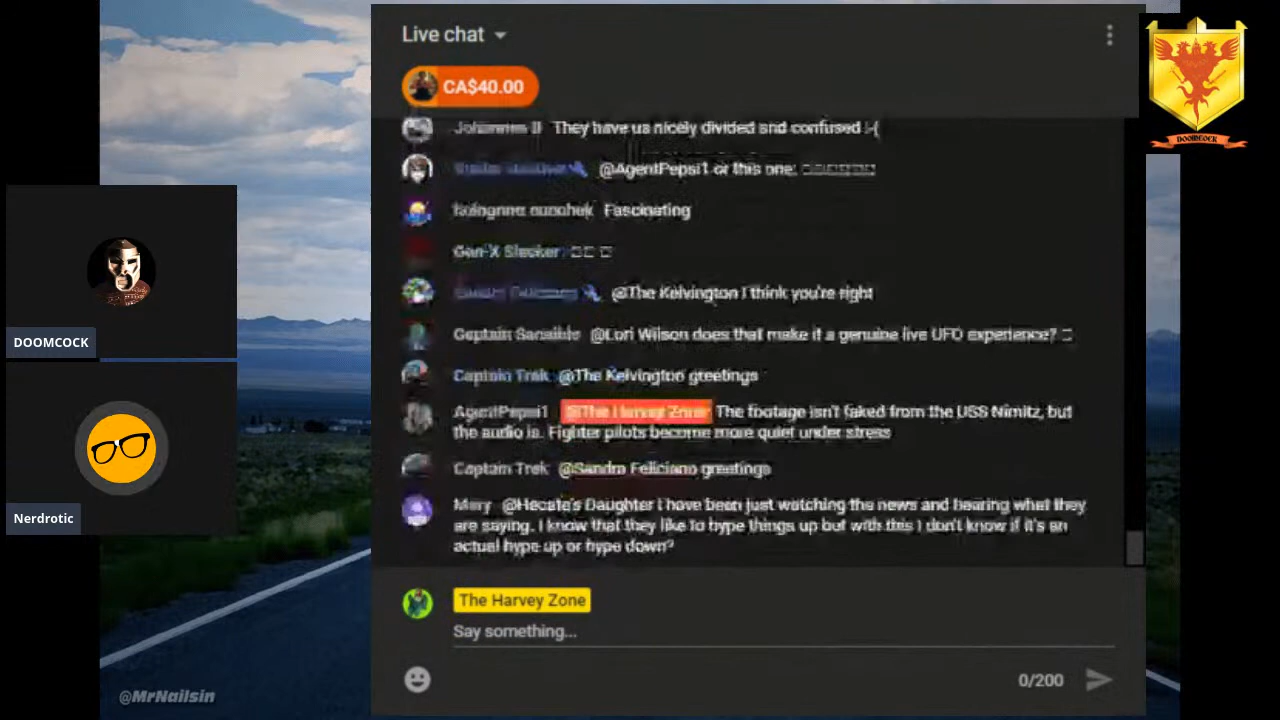 Live chat
CA$40.00
DOOMCOCK
They have us nicely divided and confused :-(
@AgentPepsi1 or this one:
Fascinating
Gen-X Slacker
@The Kelvington I think you're right
Captain Sensible @Lori Wilson does that make it a genuine live UFO experience?
Captain Trek @The Kelvington greetings
AgentPepsi1 @The Harvey Zone The footage isn't faked from the USS Nimitz, but
the audio is. Fighter pilots become more quiet under stress
Captain Trek @Sandra Feliciano greetings
Mary @Hecate's Daughter I have been just watching the news and hearing what they
are saying. I know that they like to hype things up but with this I don't know if it's an
actual hype up or hype down?
The Harvey Zone
Say something...
0/200
DOOMCOCK
Nerdrotic
@MrNailsin